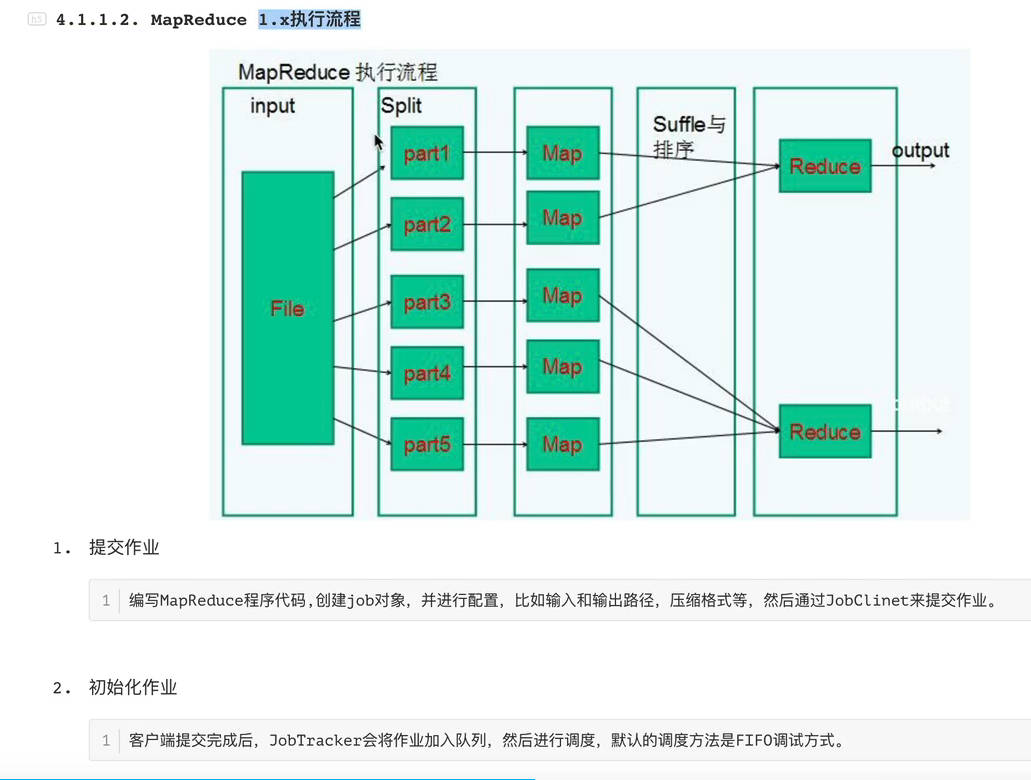 h5 4.1.1.2. MapReduce 1.x执行流程
MapReduce 执行流程
input
Split
Suffle与
排序
File
part1
part2
part3
part4
part5
Map
Map
Map
Map
Map
Reduce
output
Reduce
output
1. 提交作业
1 编写MapReduce程序代码,创建job对象，并进行配置，比如输入和输出路径，压缩格式等，然后通过JobClinet来提交作业。
2. 初始化作业
1 客户端提交完成后，JobTracker会将作业加入队列，然后进行调度，默认的调度方法是FIFO调试方式。